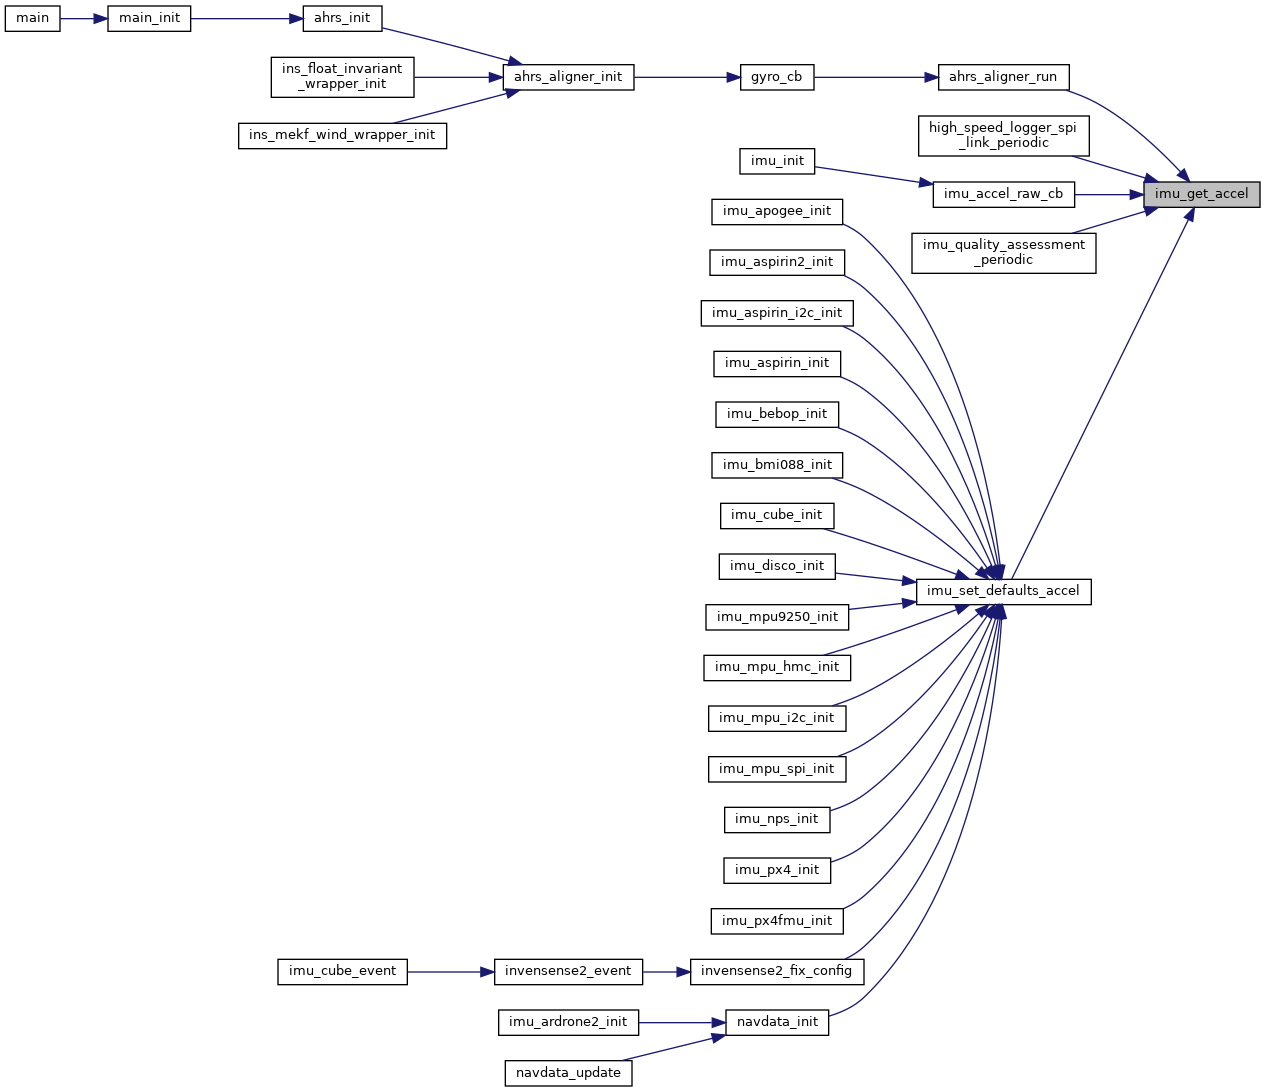 main
main_init
ahrs_init
ins_float_invariant
_wrapper_init
ahrs_aligner_init
gyro_cb
ahrs_aligner_run
ins_mekf_wind_wrapper_init
high_speed_logger_spi
_link_periodic
imu_init
imu_accel_raw_cb
imu_get_accel
imu_apogee_init
imu_quality_assessment
_periodic
imu_aspirin2_init
imu_aspirin_i2c_init
imu_aspirin_init
imu_bebop_init
imu_bmi088_init
imu_cube_init
imu_disco_init
imu_set_defaults_accel
imu_mpu9250_init
imu_mpu_hmc_init
imu_mpu_i2c_init
imu_mpu_spi_init
imu_nps_init
imu_px4_init
imu_px4fmu_init
imu_cube_event
invensense2_event
invensense2_fix_config
imu_ardrone2_init
navdata_init
navdata_update